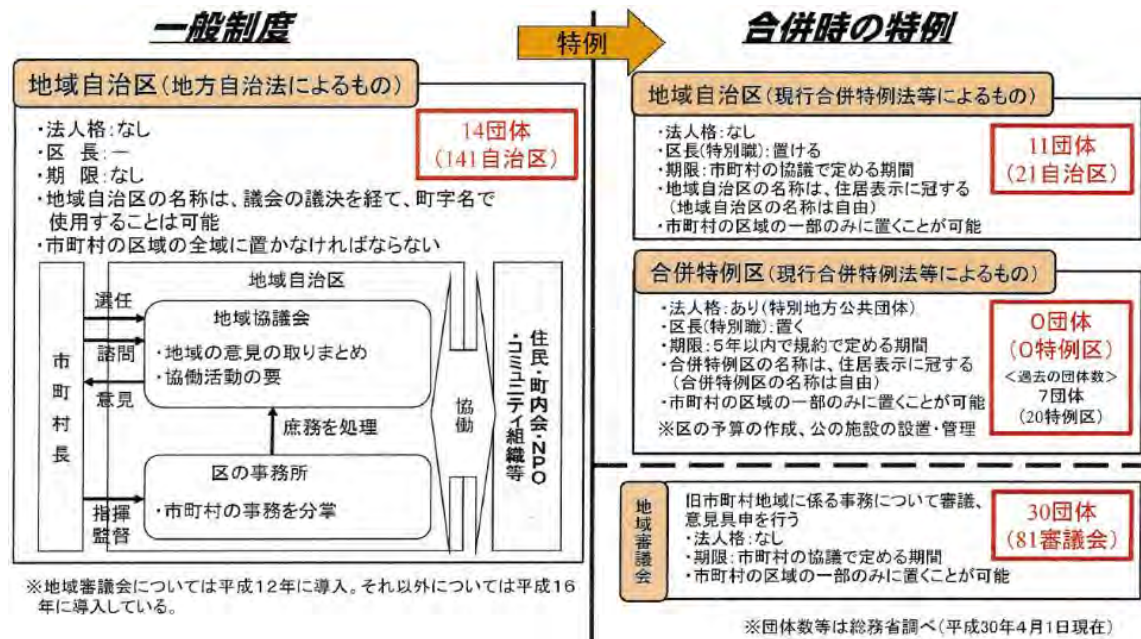 一般制度
特例
合併時の特例
地域自治区(地方自治法によるもの)
・法人格:なし
・区 長:－
・期 限:なし
・地域自治区の名称は、議会の議決を経て、町字名で
使用することは可能
・市町村の区域の全域に置かなければならない
14団体
(141自治区)
市町村長
選任
諮問
意見
指揮
監督
地域自治区
地域協議会
・地域の意見の取りまとめ
・協働活動の要
庶務を処理
区の事務所
・市町村の事務を分掌
協働
住民・町内会・NPO
・コミュニティ組織等
※地域審議会については平成12年に導入。それ以外については平成16
年に導入している。
地域自治区(現行合併特例法等によるもの)
・法人格:なし
・区長(特別職):置ける
・期限:市町村の協議で定める期間
・地域自治区の名称は、住居表示に冠する
(地域自治区の名称は自由)
・市町村の区域の一部のみに置くことが可能
11団体
(21自治区)
合併特例区(現行合併特例法等によるもの)
・法人格:あり(特別地方公共団体)
・区長(特別職):置く
・期限:5年以内で規約で定める期間
・合併特例区の名称は、住居表示に冠する
(合併特例区の名称は自由)
・市町村の区域の一部のみに置くことが可能
※区の予算の作成、公の施設の設置・管理
0団体
(0特例区)
<過去の団体数>
7団体
(20特例区)
地域審議会
旧市町村地域に係る事務について審議、
意見具申を行う
・法人格:なし
・期限:市町村の協議で定める期間
・市町村の区域の一部のみに置くことが可能
30団体
(81審議会)
※団体数等は総務省調べ(平成30年4月1日現在)